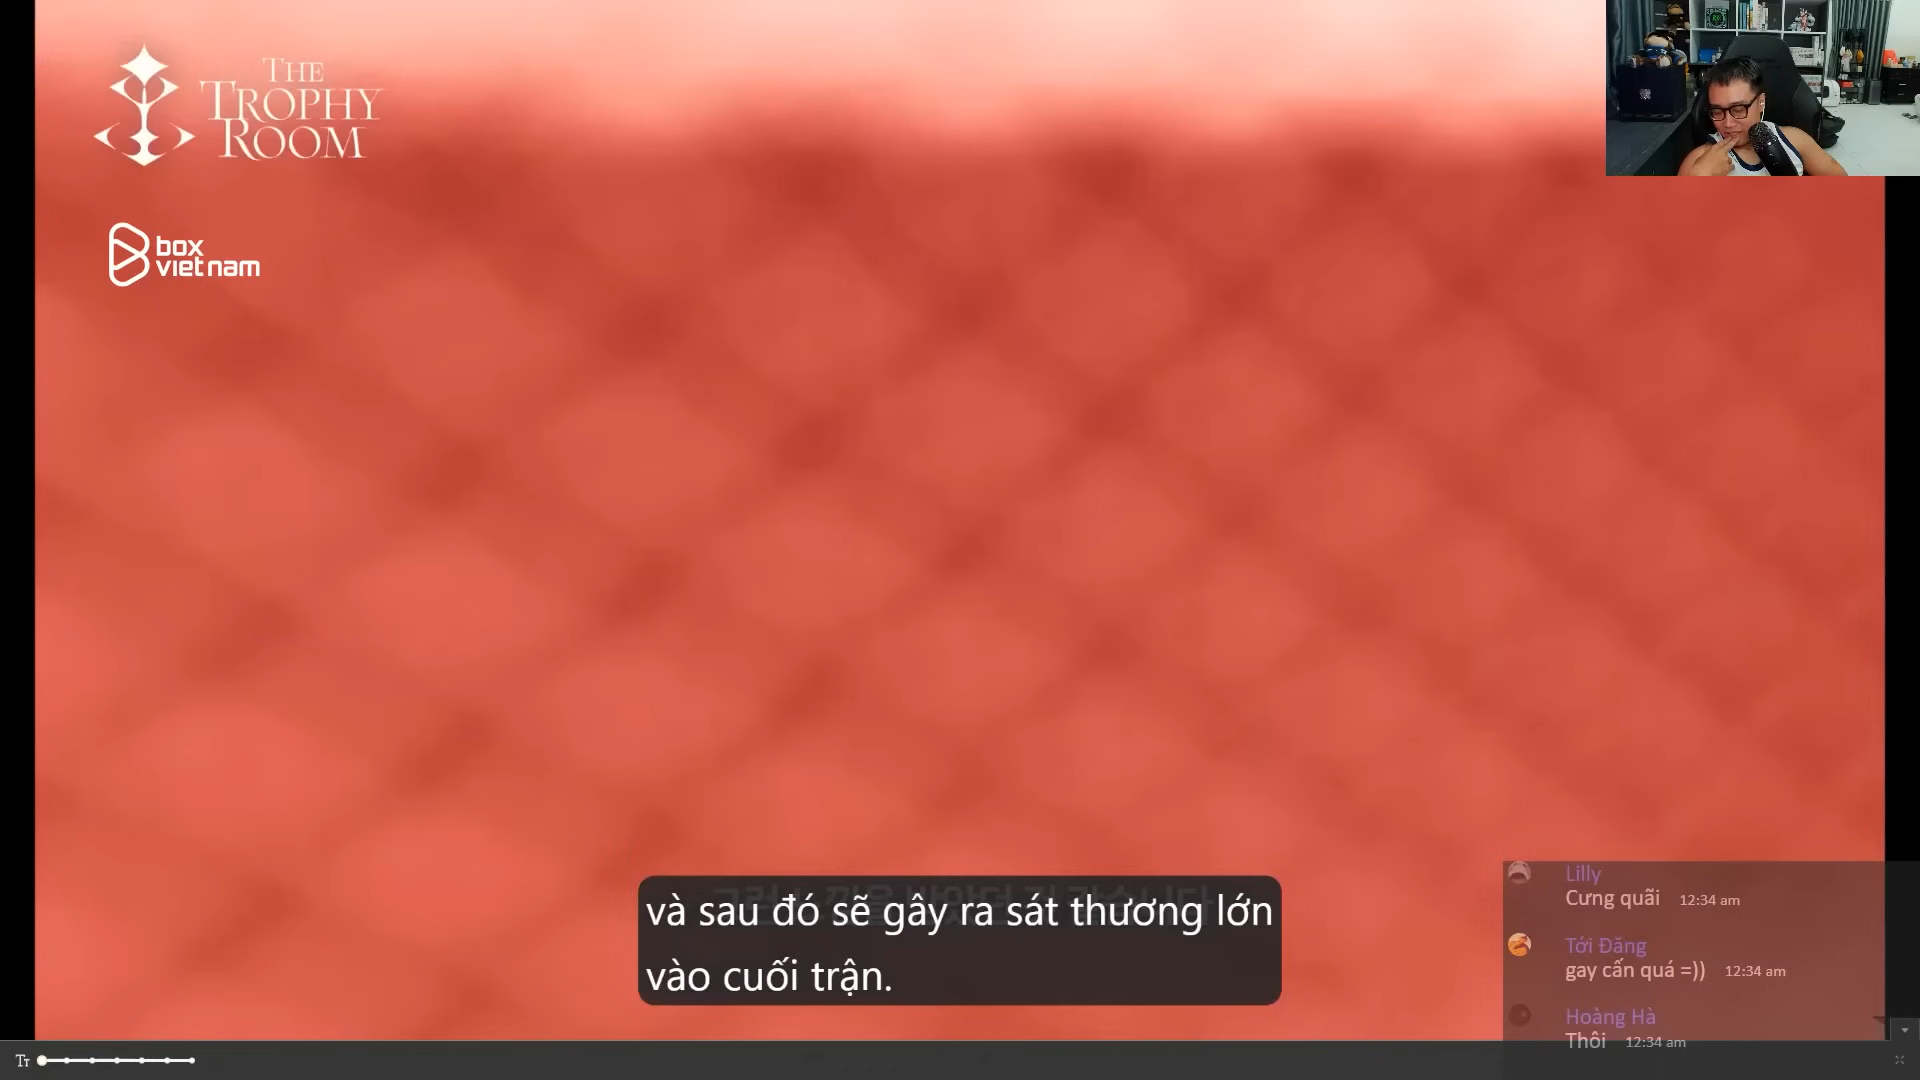 THE
TROPHY
ROOM
box
vietnam
và sau đó sẽ gây ra sát thương lớn
vào cuối trận.
Lilly
Cưng quãi 12:34 am
Tới Đăng
gay cấn quá =)) 12:34 am
Hoàng Hà
Thôi 12:34 am
Tт